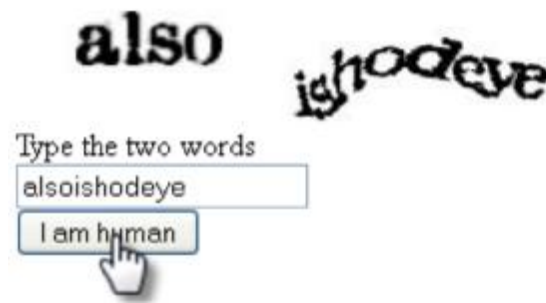 also ishodeye
Type the two words
alsoishodeye
I am human